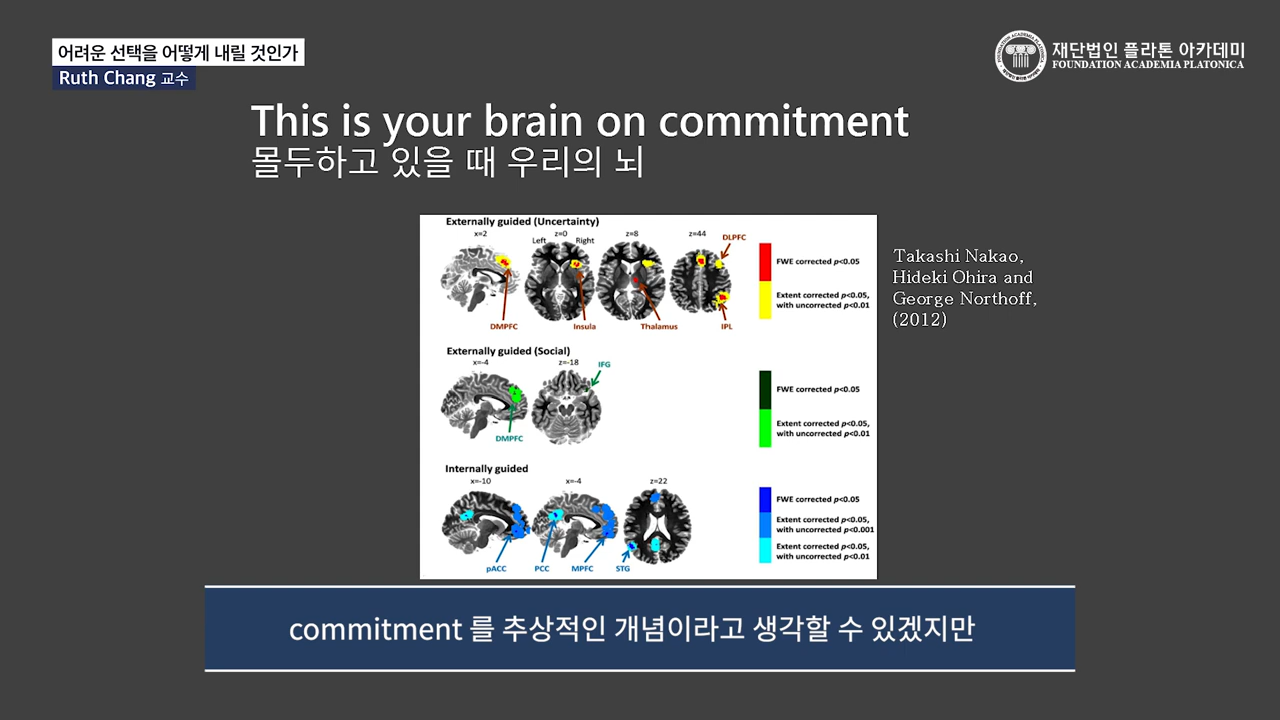 어려운 선택을 어떻게 내릴 것인가
Ruth Chang 교수
재단법인 플라톤 아카데미
FOUNDATION ACADEMIA PLATONICA
This is your brain on commitment
몰두하고 있을 때 우리의 뇌
Externally guided (Uncertainty)
x=2
z=0
z=8
z=44
Left
Right
DLPFC
DMPFC
Insula
Thalamus
IPL
FWE corrected p<0.05
Extent corrected p<0.05,
with uncorrected p<0.01
Takashi Nakao,
Hideki Ohira and
George Northoff,
(2012)
Externally guided (Social)
x=-4
z=-18
IFG
DMPFC
FWE corrected p<0.05
Extent corrected p<0.05,
with uncorrected p<0.01
Internally guided
x=-10
x=-4
z=22
pACC
PCC
MPFC
STG
FWE corrected p<0.05
Extent corrected p<0.05,
with uncorrected p<0.001
Extent corrected p<0.05,
with uncorrected p<0.01
commitment 를 추상적인 개념이라고 생각할 수 있겠지만